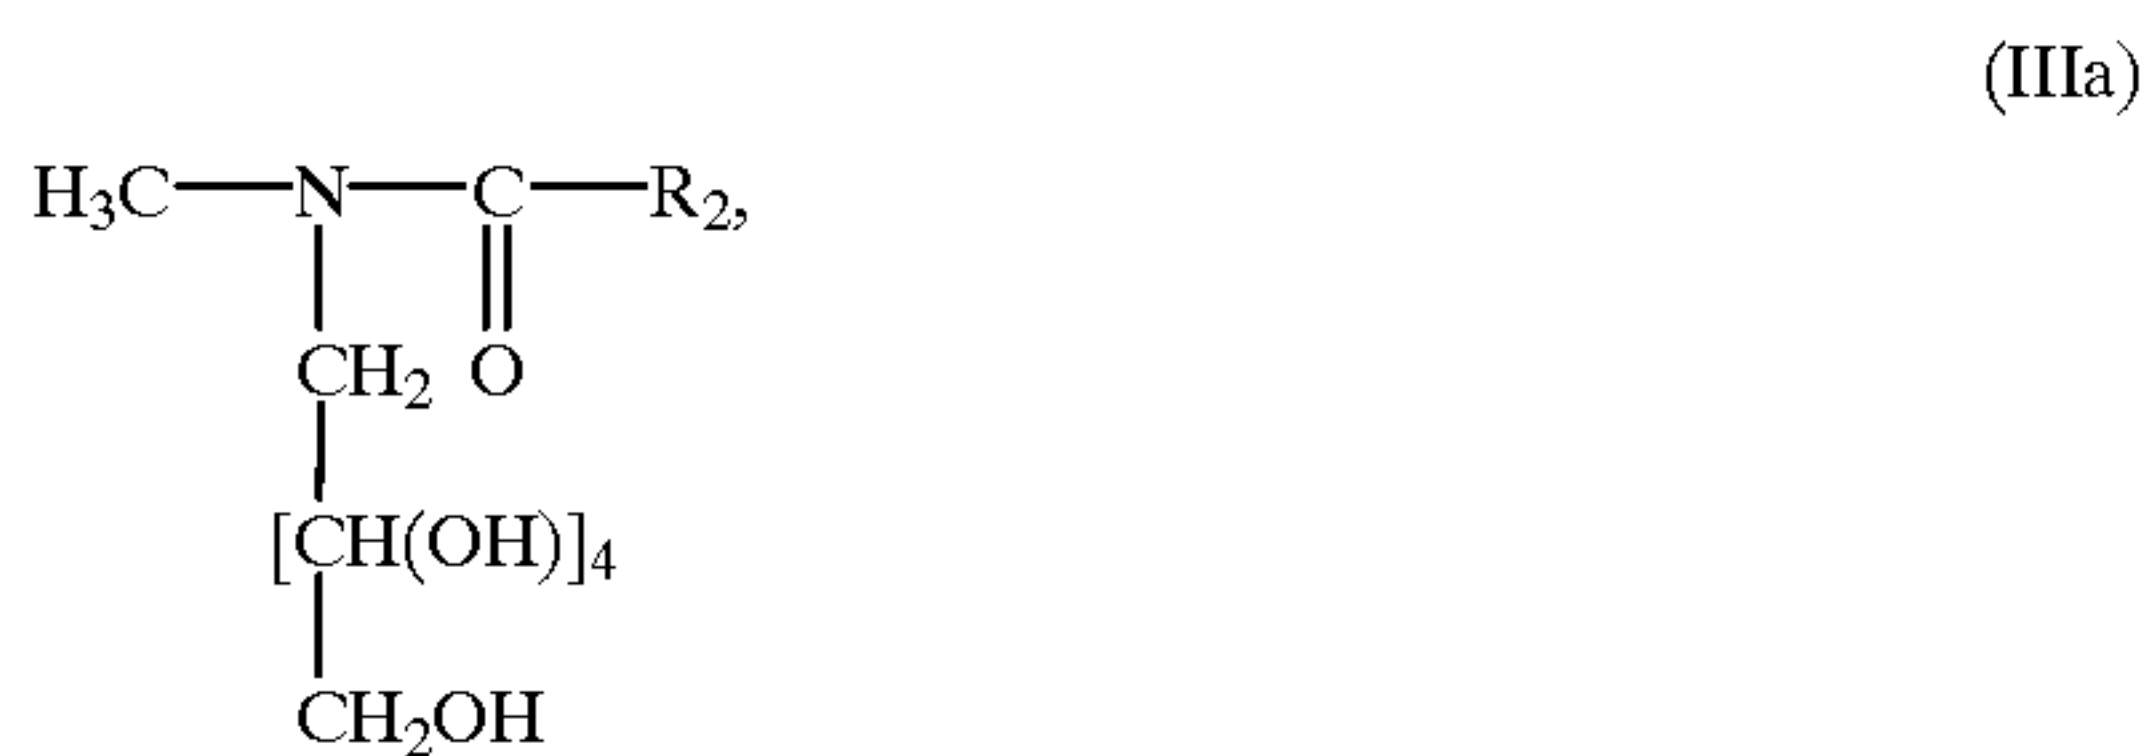 (IIIa)
H₃C—N—C—R₂,
CH₂ O
[CH(OH)]₄
CH₂OH